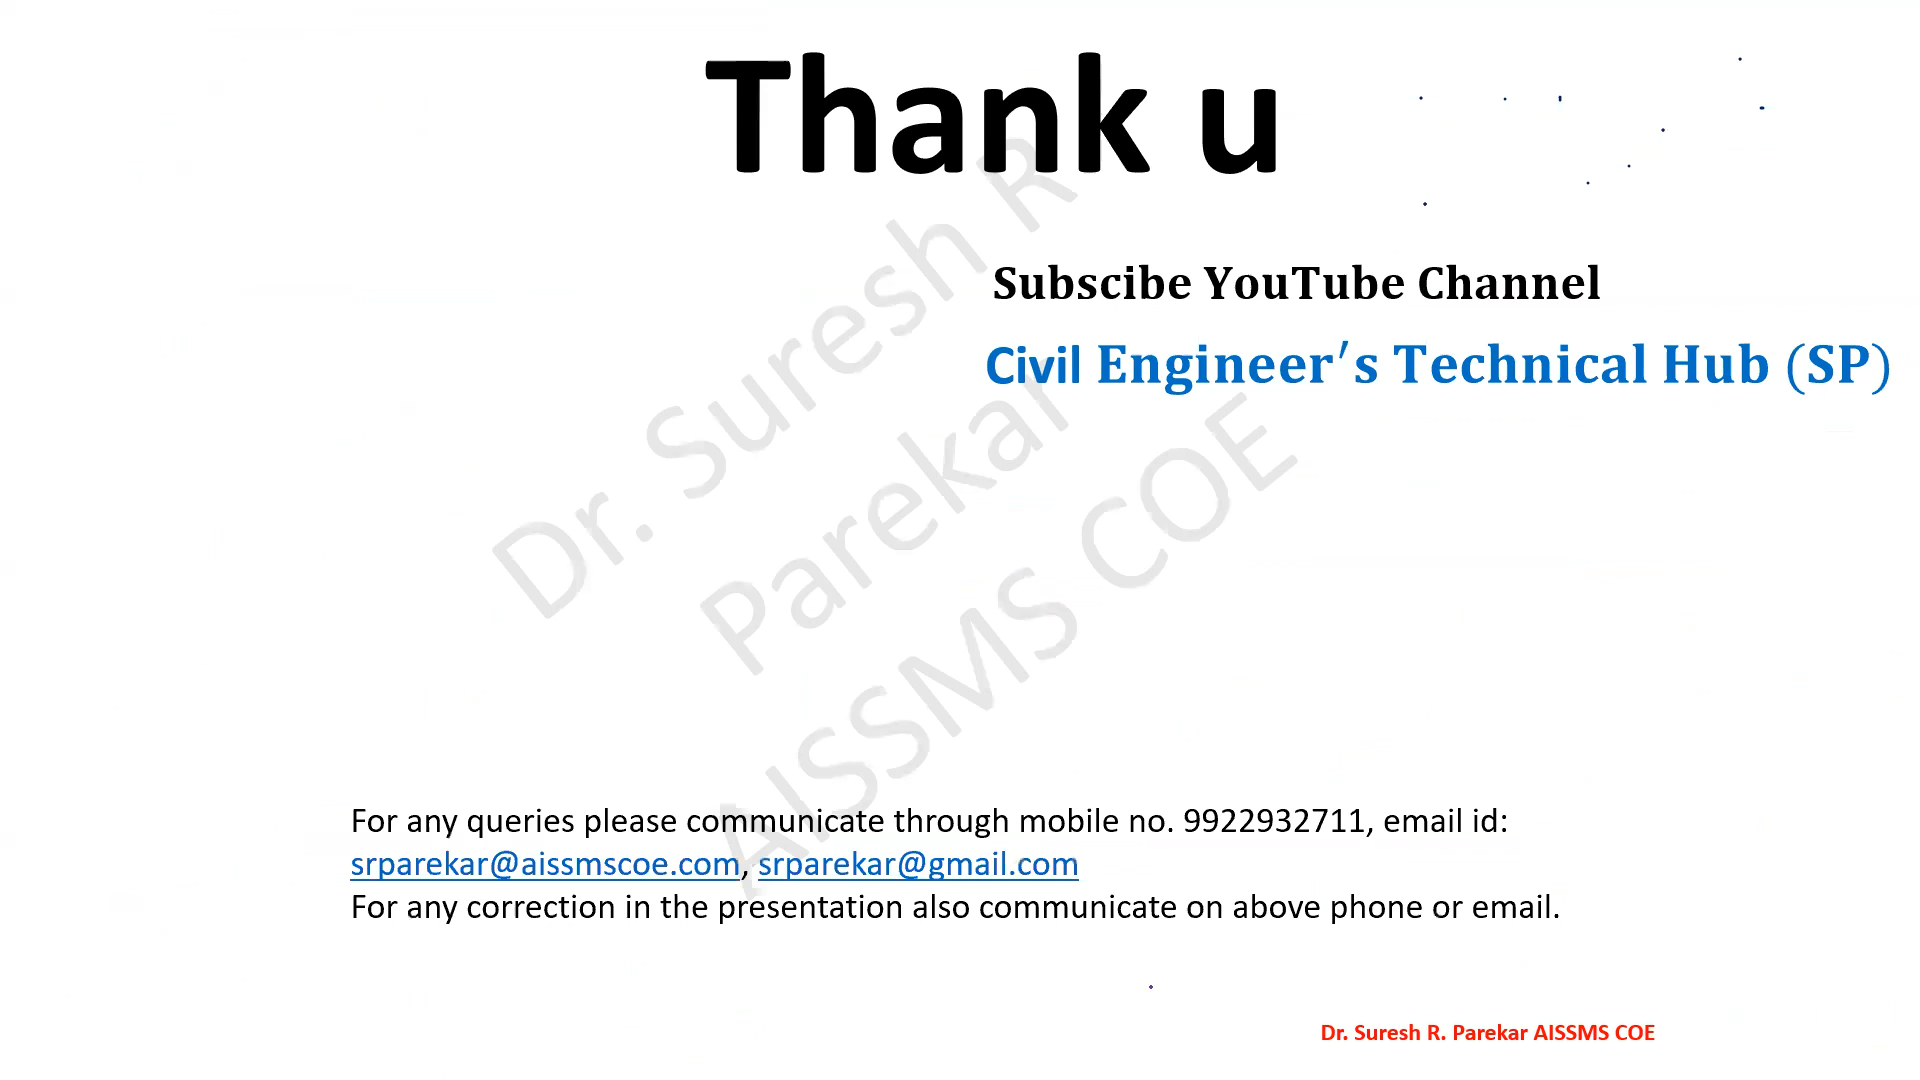 Thank u
Subscibe YouTube Channel
Civil Engineer′s Technical Hub (SP)
Dr. Suresh R
Parekar
AISSMS COE
For any queries please communicate through mobile no. 9922932711, email id:
srparekar@aissmscoe.com, srparekar@gmail.com
For any correction in the presentation also communicate on above phone or email.
Dr. Suresh R. Parekar AISSMS COE